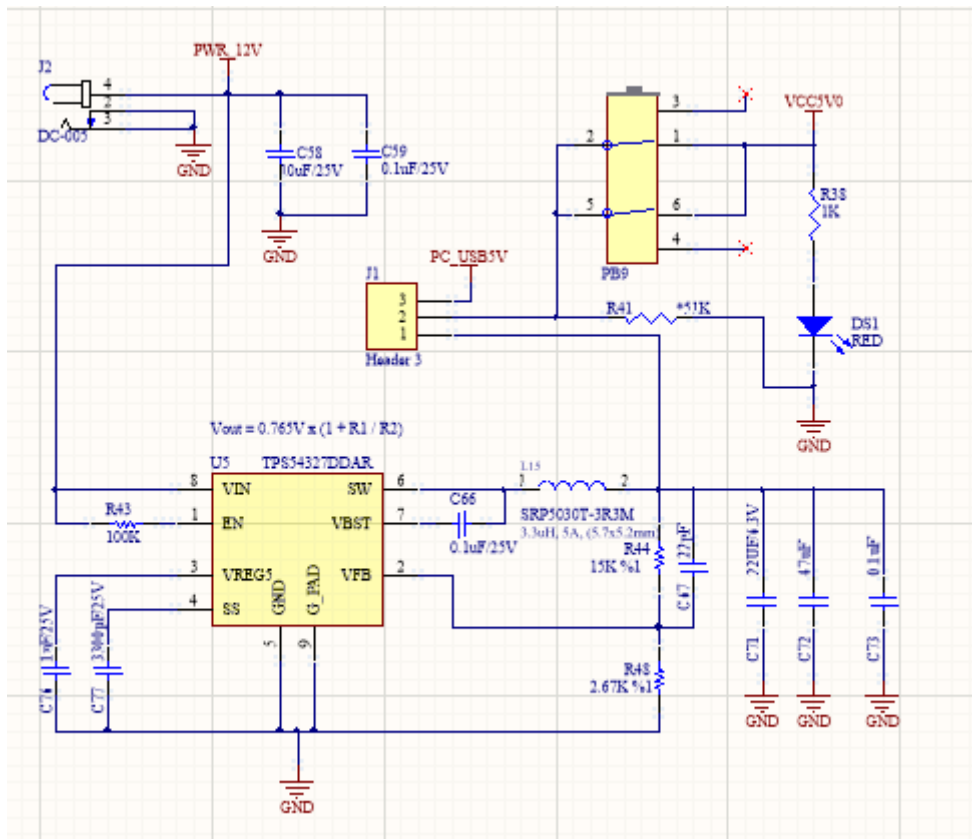 PWR_12V
J2
4
2
3
DC-005
GND
C58
10uF/25V
C59
0.1uF/25V
GND
3
2
1
5
6
4
PB9
VCC5V0
R38
1K
PC_USB5V
J1
3
2
1
Header 3
R41
*51K
DS1
RED
GND
Vout = 0.765V x (1 + R1 / R2)
U5
TPS54327DDAR
8
VIN
SW
6
R43
100K
1
EN
VBST
7
3
VREG5
VFB
2
4
SS
GND
G_PAD
5
9
C66
0.1uF/25V
L15
1
2
SRP5030T-3R3M
3.3uH, 5A, (5.7x5.2mm)
R44
15K %1
22pF
C67
R48
2.67K %1
C71
47uF
C72
0.1uF
C73
GND
GND
GND
C76
3300pF/25V
C77
GND